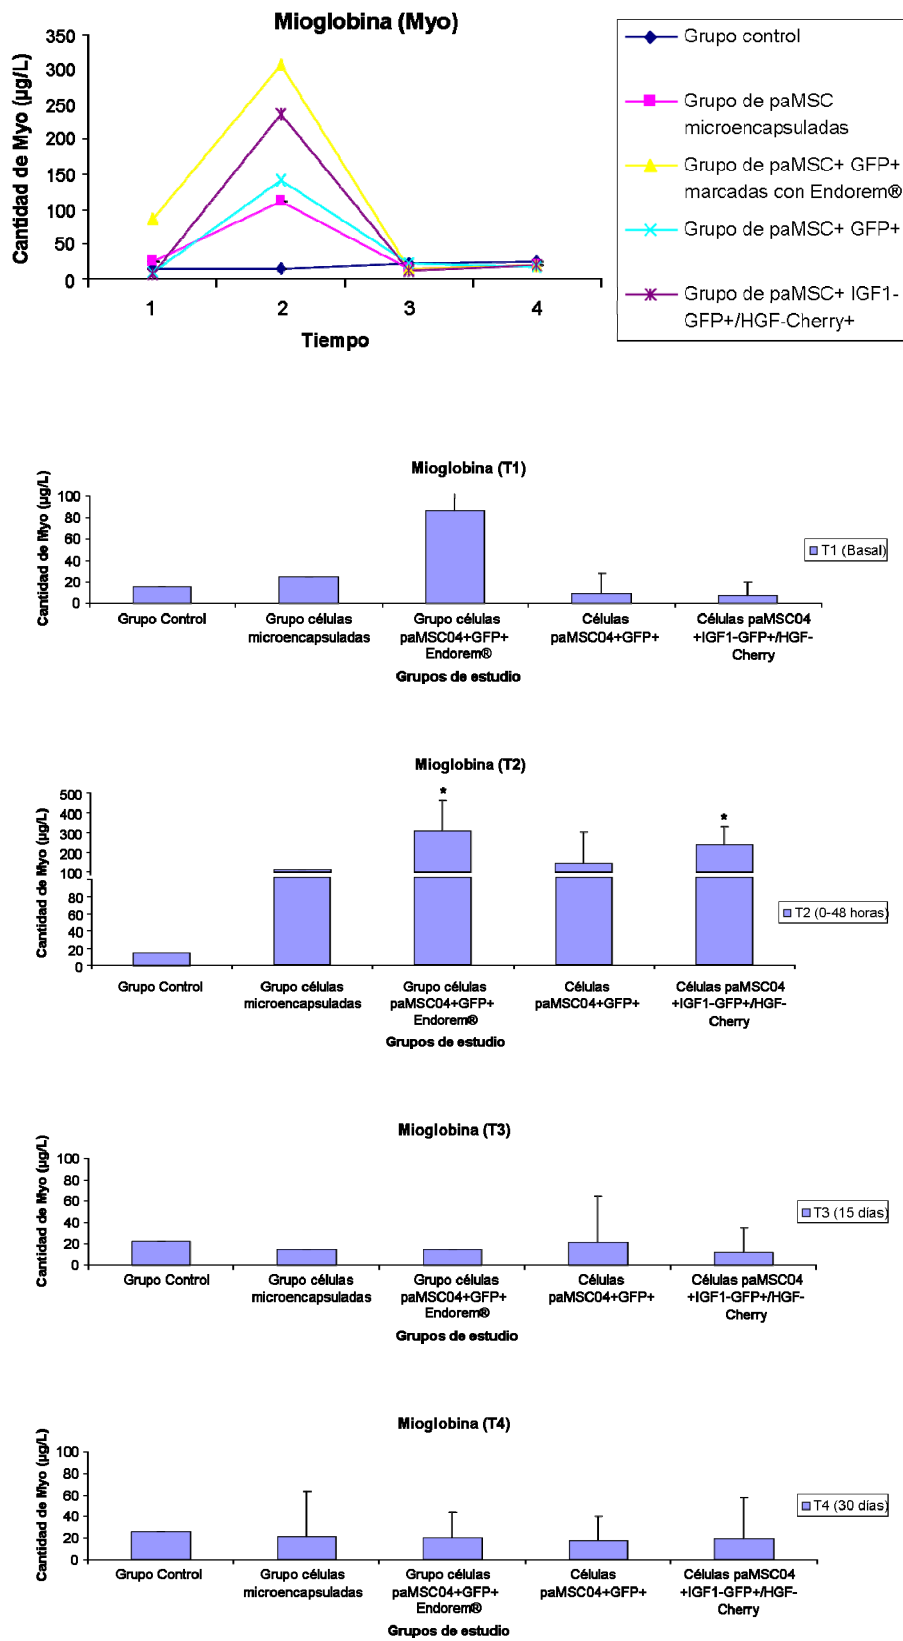 Mioglobina (Myo)
Cantidad de Myo (µg/L)
350
300
250
200
150
100
50
0
1 2 3 4
Tiempo
Grupo control
Grupo de paMSC
microencapsuladas
Grupo de paMSC+ GFP+
marcadas con Endorem®
Grupo de paMSC+ GFP+
Grupo de paMSC+ IGF1-
GFP+/HGF-Cherry+
Mioglobina (T1)
Cantidad de Myo (µg/L)
100
80
60
40
20
0
Grupo Control Grupo células Grupo células Células Células paMSC04
microencapsuladas paMSC04+GFP+ paMSC04+GFP+ +IGF1-GFP+/HGF-
Endorem® Cherry
Grupos de estudio
T1 (Basal)
Mioglobina (T2)
Cantidad de Myo (µg/L)
500
400
300
200
100
80
60
40
20
0
* *
Grupo Control Grupo células Grupo células Células Células paMSC04
microencapsuladas paMSC04+GFP+ paMSC04+GFP+ +IGF1-GFP+/HGF-
Endorem® Cherry
Grupos de estudio
T2 (0-48 horas)
Mioglobina (T3)
Cantidad de Myo (µg/L)
100
80
60
40
20
0
Grupo Control Grupo células Grupo células Células Células paMSC04
microencapsuladas paMSC04+GFP+ paMSC04+GFP+ +IGF1-GFP+/HGF-
Endorem® Cherry
Grupos de estudio
T3 (15 días)
Mioglobina (T4)
Cantidad de Myo (µg/L)
100
80
60
40
20
0
Grupo Control Grupo células Grupo células Células Células paMSC04
microencapsuladas paMSC04+GFP+ paMSC04+GFP+ +IGF1-GFP+/HGF-
Endorem® Cherry
Grupos de estudio
T4 (30 días)